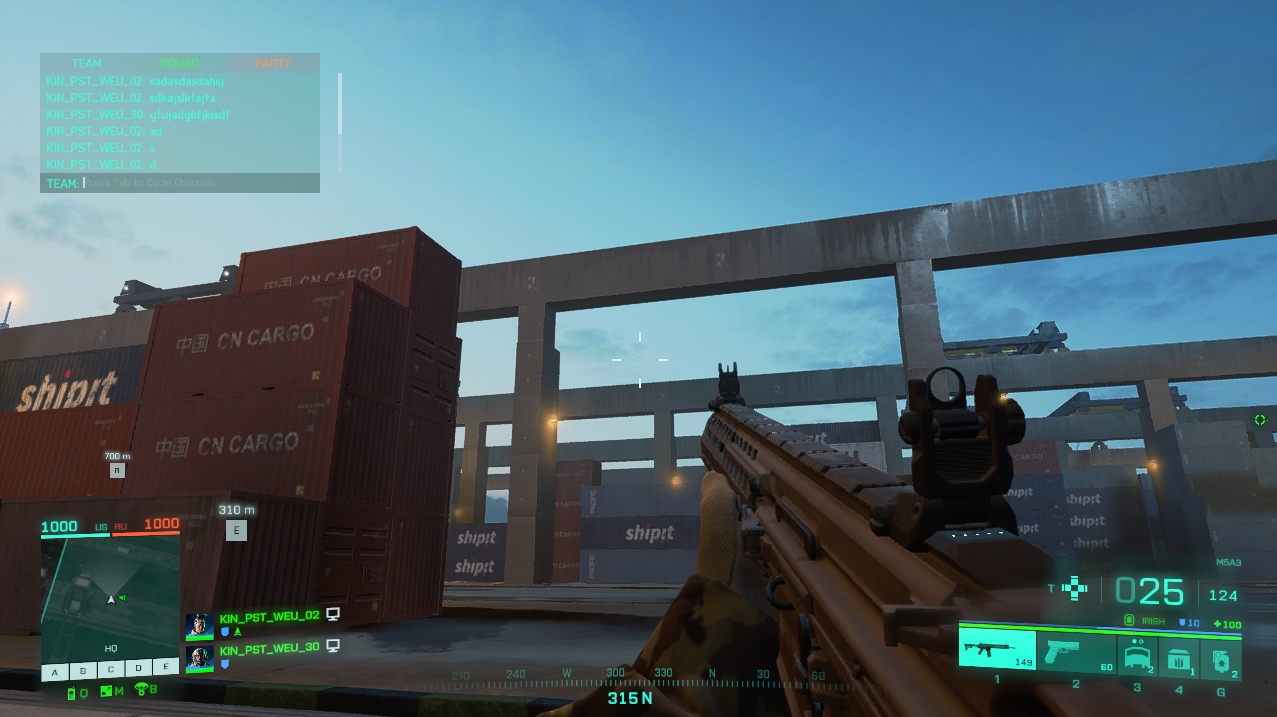 TEAM SQUAD PARTY
KIN_PST_WEU_02: sadasdasdahsj
KIN_PST_WEU_02: sdkajslkfajfa
KIN_PST_WEU_30: gfujadgbfjkisdf
KIN_PST_WEU_02: ad
KIN_PST_WEU_02: s
KIN_PST_WEU_02: d
TEAM: Press Tab to Cycle Channels
中国 CN CARGO
中国 CN CARGO
shipit
中国 CN CARGO
700 m
310 m
E
shipit
shipit
shipit
shipit
shipit
shipit
1000 US RU 1000
HQ
A B C D E
Q M B
KIN_PST_WEU_02
KIN_PST_WEU_30
210 240 W 300 330 N 30 60
315 N
M5A3
T 025 124
IRISH 10 +100
149 60 2 1 2
1 2 3 4 G